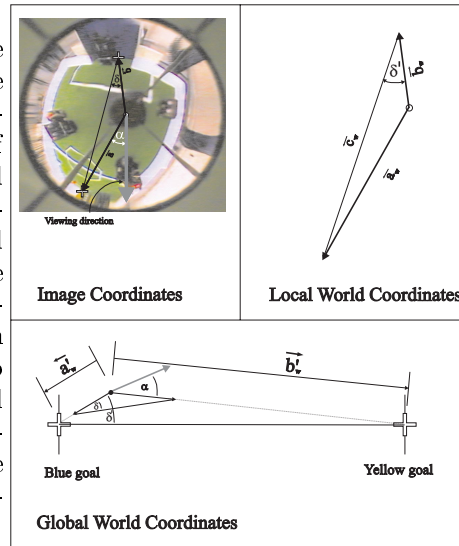 δ
b
α
a
Viewing direction
Image Coordinates
δ'
b w
c w
a w
Local World Coordinates
a' w
b' w
α
δ'
δ
Blue goal
Yellow goal
Global World Coordinates